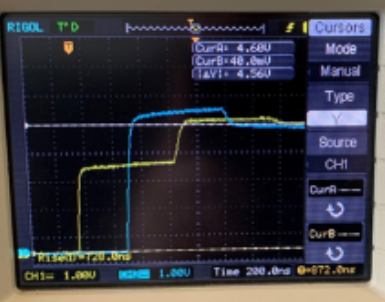 RIGOL T'D
Cursors
CurA= 4.60V
CurB=40.0mV
|ΔY|= 4.56V
Mode
Manual
Type
Y
Source
CH1
CurA
CurB
Rise(1)=720.0ns
CH1= 1.00V 1.00V Time 200.0ns 872.0ns